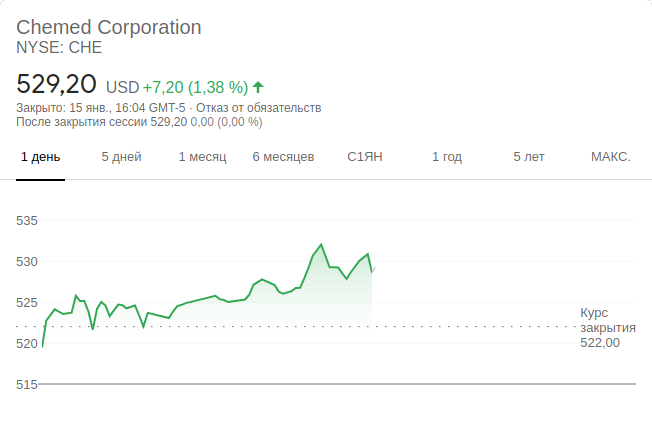 Chemed Corporation
NYSE: CHE
529,20 USD +7,20 (1,38 %)
Закрыто: 15 янв., 16:04 GMT-5 · Отказ от обязательств
После закрытия сессии 529,20 0,00 (0,00 %)
1 день 5 дней 1 месяц 6 месяцев С1ЯН 1 год 5 лет МАКС.
535
530
525
Курс
закрытия
522,00
520
515